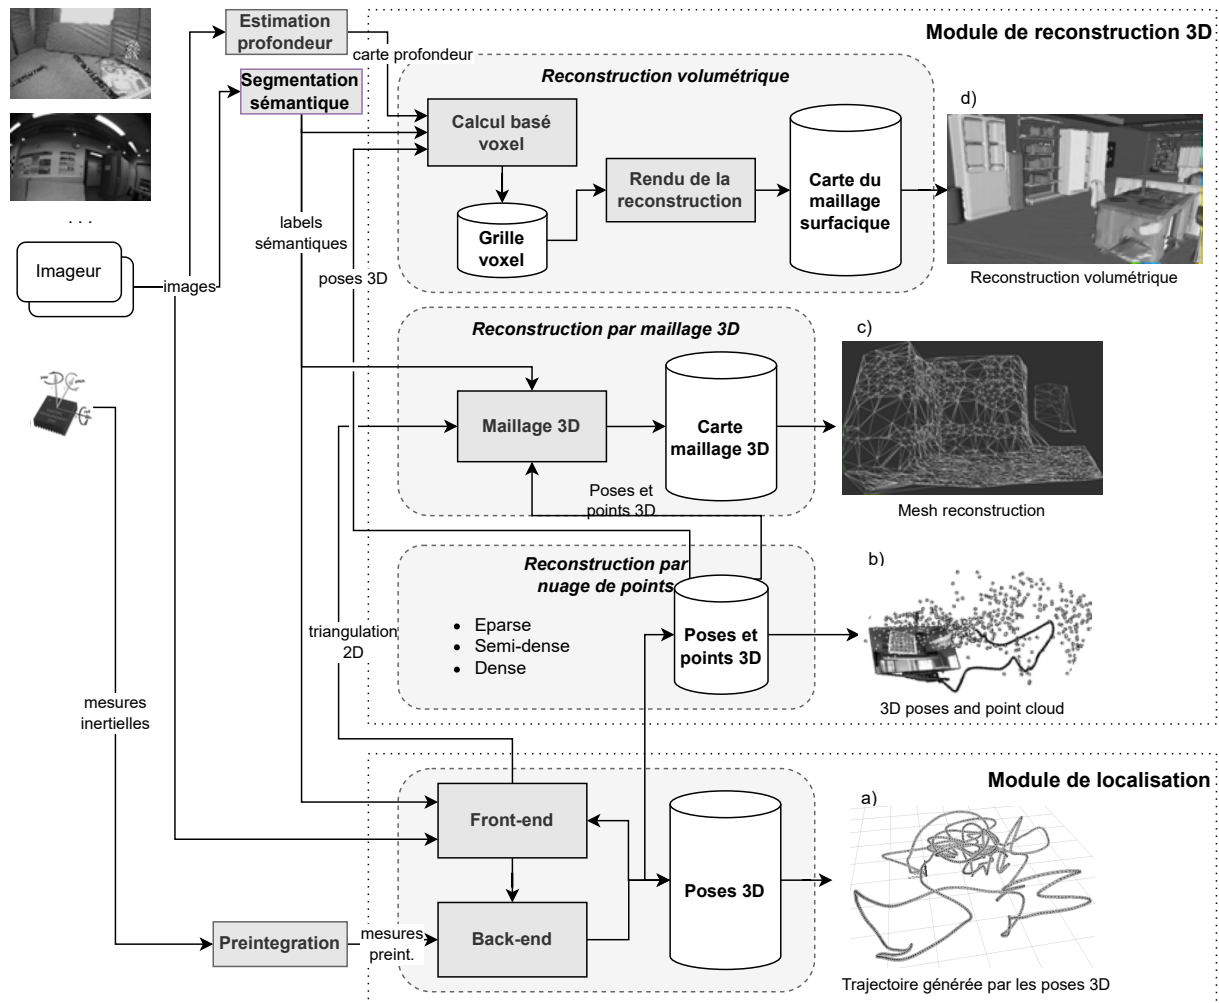 Module de reconstruction 3D
Estimation
profondeur
carte profondeur
Segmentation
sémantique
Reconstruction volumétrique
Calcul basé
voxel
Grille
voxel
Rendu de la
reconstruction
Carte du
maillage
surfacique
d)
Reconstruction volumétrique
. . .
Imageur
images
labels
sémantiques
poses 3D
Reconstruction par maillage 3D
Maillage 3D
Carte
maillage 3D
c)
Mesh reconstruction
Poses et
points 3D
Reconstruction par
nuage de points
• Eparse
• Semi-dense
• Dense
Poses et
points 3D
b)
3D poses and point cloud
triangulation
2D
mesures
inertielles
Module de localisation
Front-end
Back-end
Poses 3D
a)
Trajectoire générée par les poses 3D
Preintegration
mesures
preint.